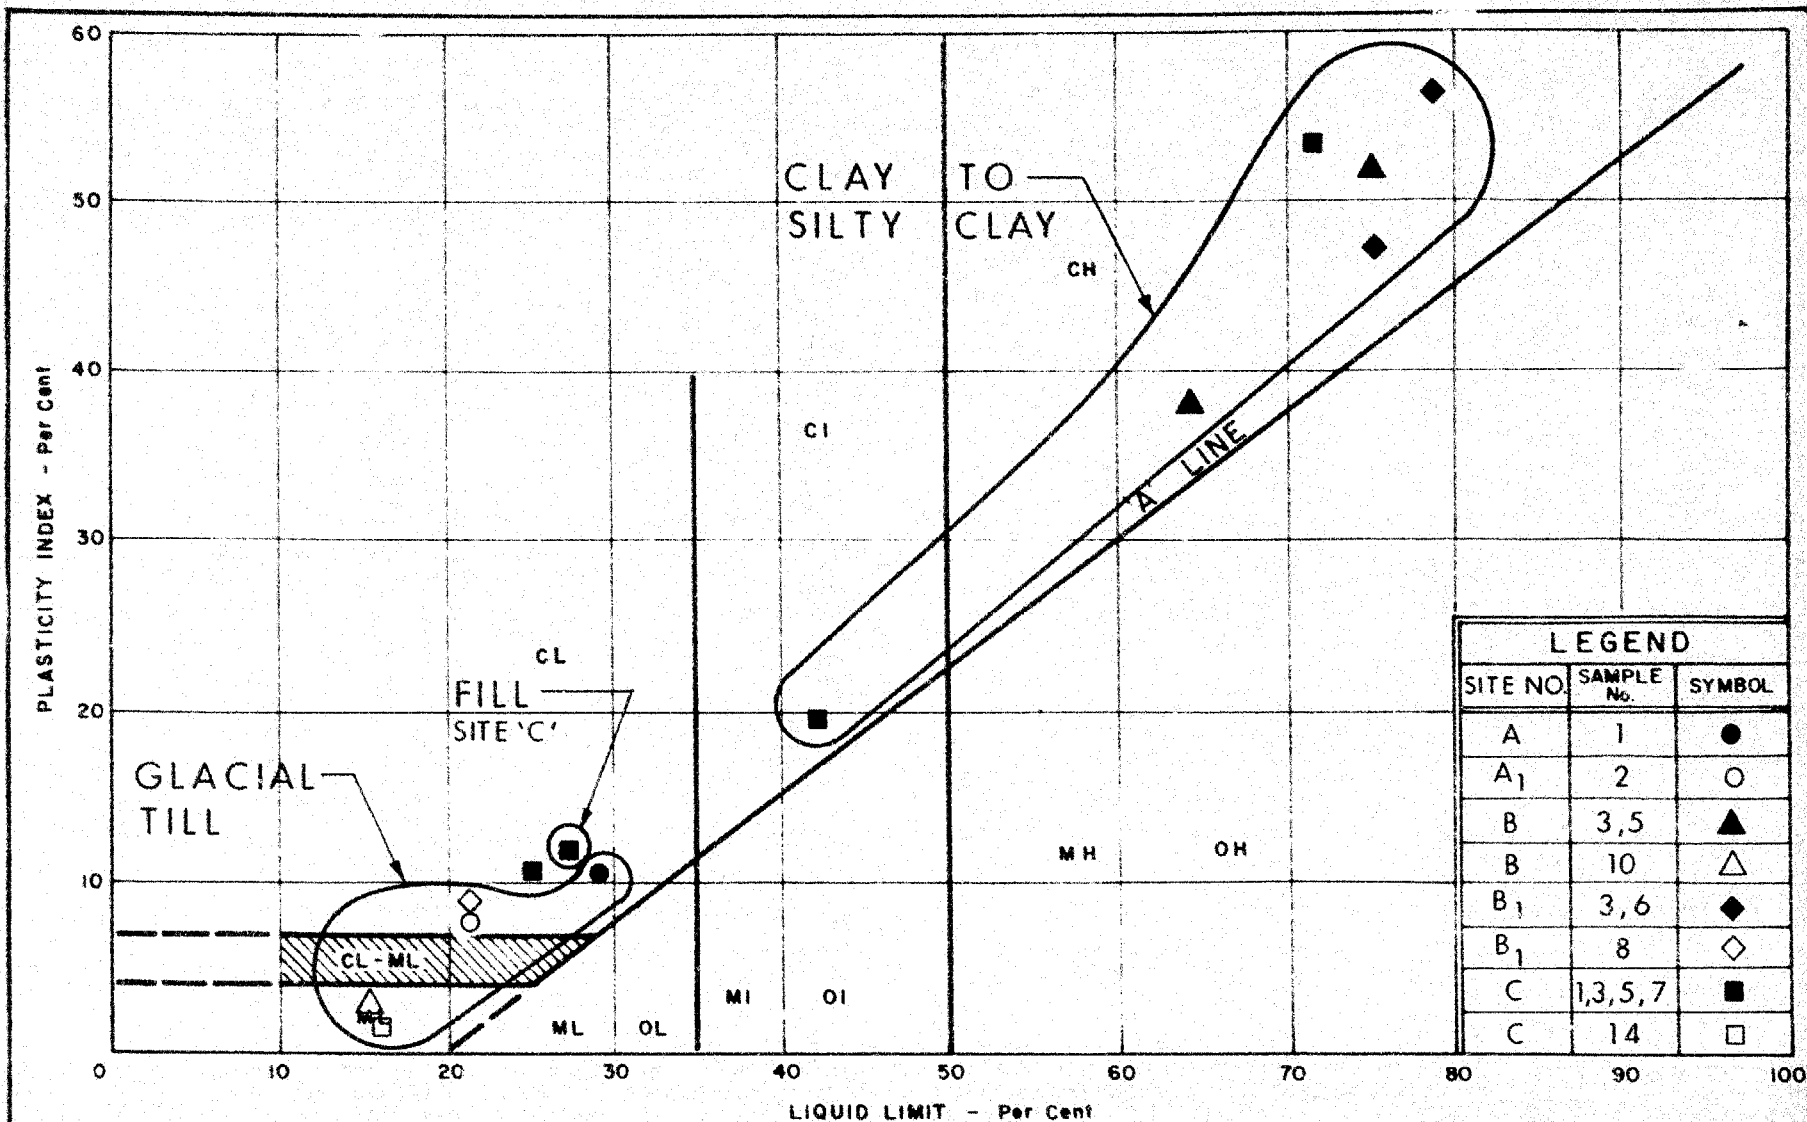 60
50
40
30
20
10
0 10 20 30 40 50 60 70 80 90 100
PLASTICITY INDEX - Per Cent
LIQUID LIMIT - Per Cent
CLAY TO
SILTY CLAY
CH
CI
'A' LINE
CL
FILL
SITE 'C'
GLACIAL
TILL
MH OH
CL-ML
ML
MI OI
ML OL
LEGEND
SITE NO. SAMPLE No. SYMBOL
A 1
A1 2
B 3,5
B 10
B1 3,6
B1 8
C 1,3,5,7
C 14